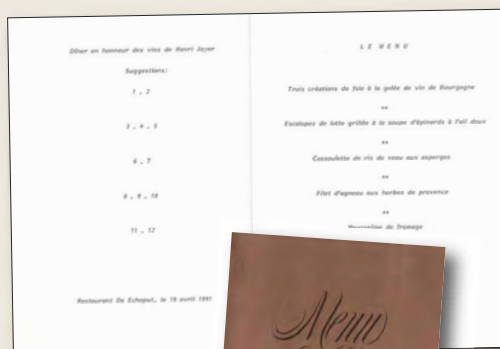 Dîner en honneur des vins de Henri Jayer
Suggestions:
1 , 2
3 , 4 , 5
6 , 7
8 , 9 , 10
11 , 12
Restaurant De Echoput, le 19 avril 1991
LE MENU
Trois créations de foie à la gelée de vin de Bourgogne
**
Escalopes de lotte grillée à la soupe d'épinards à l'ail doux
**
Cassoulette de ris de veau aux asperges
**
Filet d'agneau aux herbes de provence
**
de fromage
Menu